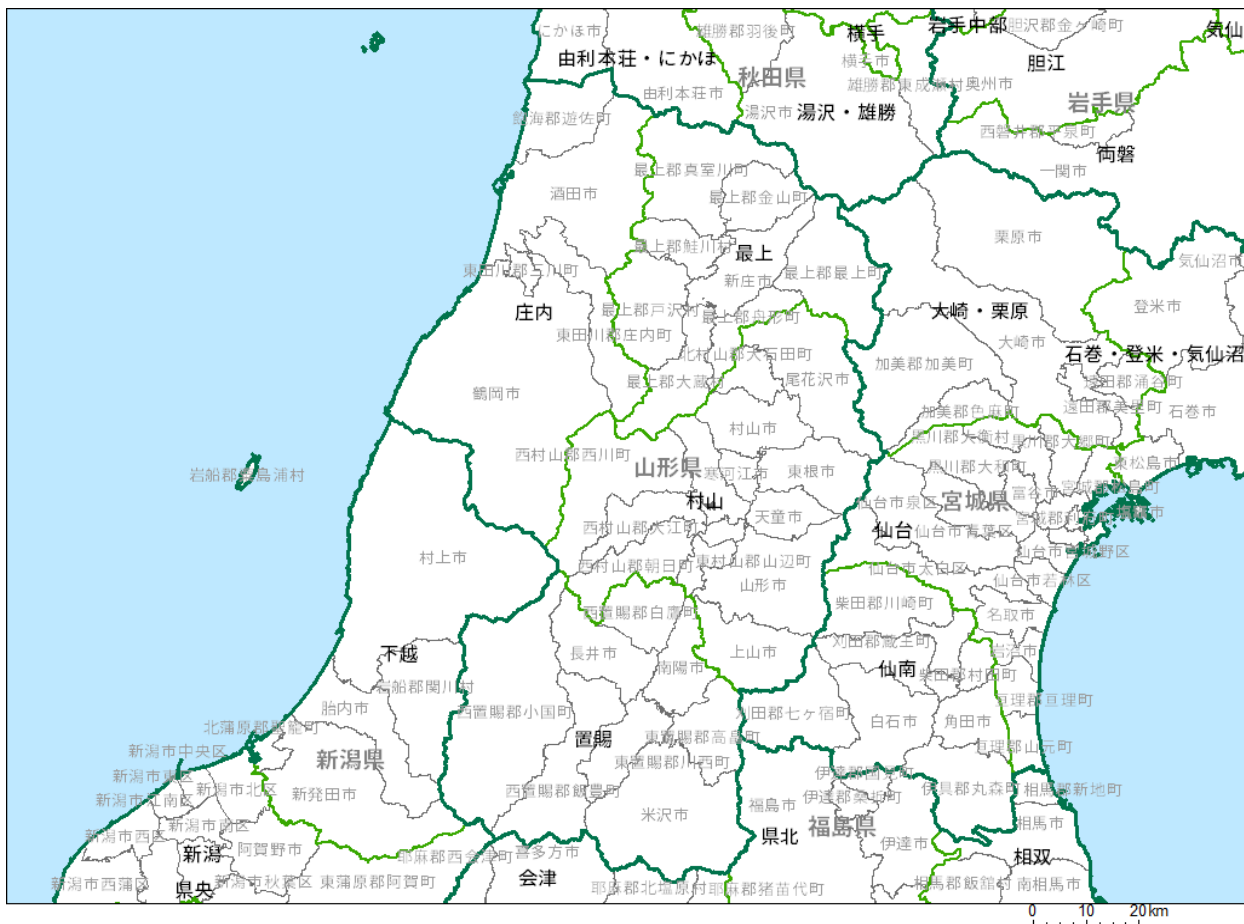 にかほ市
雄勝郡羽後町
横手
岩手中部
胆沢郡金ヶ崎町
気仙
由利本荘・にかほ
秋田県
横手市
胆江
由利本荘市
雄勝郡東成瀬村
奥州市
岩手県
飽海郡遊佐町
湯沢市
湯沢・雄勝
西磐井郡平泉町
両磐
一関市
最上郡真室川町
酒田市
最上郡金山町
栗原市
最上郡鮭川村
最上
気仙沼市
東田川郡三川町
新庄市
最上郡最上町
登米市
庄内
最上郡戸沢村
最上郡舟形町
大崎・栗原
東田川郡庄内町
大崎市
北村山郡大石田町
石巻・登米・気仙沼
加美郡加美町
最上郡大蔵村
尾花沢市
遠田郡涌谷町
鶴岡市
加美郡色麻町
遠田郡美里町
石巻市
村山市
黒川郡大衡村
黒川郡大郷町
西村山郡西川町
山形県
寒河江市
東根市
黒川郡大和町
東松島市
岩船郡粟島浦村
富谷市
宮城郡松島町
村山
仙台市泉区
宮城県
天童市
宮城郡利府町
塩竈市
西村山郡大江町
仙台
仙台市青葉区
村上市
西村山郡朝日町
東村山郡山辺町
仙台市宮城野区
仙台市太白区
仙台市若林区
山形市
西置賜郡白鷹町
柴田郡川崎町
名取市
刈田郡蔵王町
下越
長井市
上山市
岩沼市
南陽市
仙南
柴田郡村田町
岩船郡関川村
亘理郡亘理町
胎内市
西置賜郡小国町
刈田郡七ヶ宿町
白石市
角田市
北蒲原郡聖籠町
置賜
東置賜郡高畠町
新潟市中央区
新潟県
東置賜郡川西町
亘理郡山元町
新潟市東区
伊達郡国見町
新潟市北区
新発田市
西置賜郡飯豊町
伊具郡丸森町
相馬郡新地町
新潟市江南区
福島市
伊達郡桑折町
米沢市
新潟市南区
福島県
相馬市
新潟市西区
県北
伊達市
新潟
阿賀野市
耶麻郡西会津町
喜多方市
相双
新潟市西蒲区
県央
新潟市秋葉区
東蒲原郡阿賀町
会津
耶麻郡北塩原村
耶麻郡猪苗代町
相馬郡飯舘村
南相馬市
0 10 20km